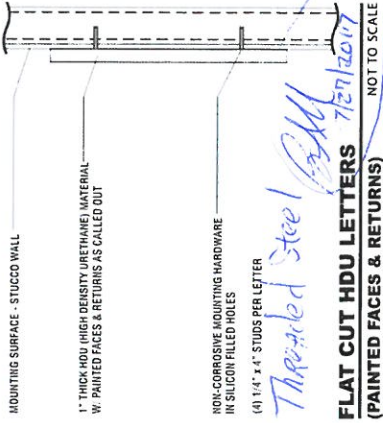 MOUNTING SURFACE - STUCCO WALL
1" THICK HDU (HIGH DENSITY URETHANE) MATERIAL
W. PAINTED FACES & RETURNS AS CALLED OUT
NON-CORROSIVE MOUNTING HARDWARE
IN SILICON FILLED HOLES
(4) 1/4" x 4" STUDS PER LETTER
Threaded Steel
7/27/2017
FLAT CUT HDU LETTERS
(PAINTED FACES & RETURNS)
NOT TO SCALE